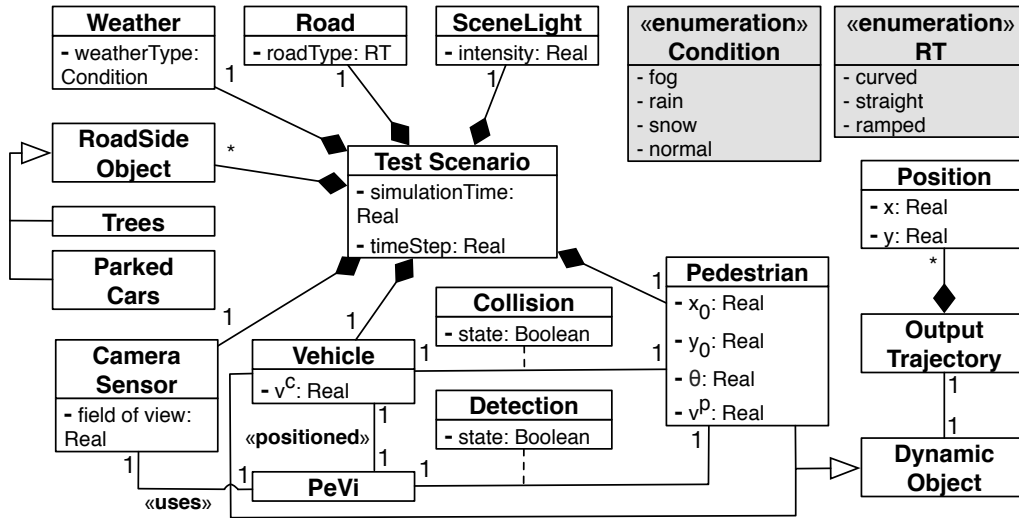 Weather
- weatherType:
Condition
1
Road
- roadType: RT
1
SceneLight
- intensity: Real
1
«enumeration»
Condition
- fog
- rain
- snow
- normal
«enumeration»
RT
- curved
- straight
- ramped
RoadSide
Object
*
Trees
Parked
Cars
Test Scenario
- simulationTime:
Real
- timeStep: Real
Position
- x: Real
- y: Real
*
Pedestrian
- x0: Real
- y0: Real
- θ: Real
- v^p: Real
1
1
1
Collision
- state: Boolean
1
Camera
Sensor
- field of view:
Real
1
1
Vehicle
- v^c: Real
1
1
«positioned»
1
Detection
- state: Boolean
1
PeVi
1
«uses»
Output
Trajectory
1
1
Dynamic
Object